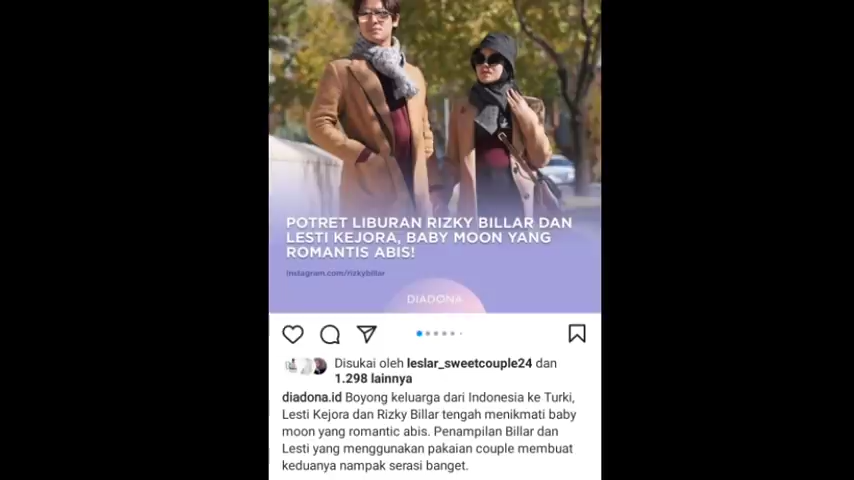 POTRET LIBURAN RIZKY BILLAR DAN
LESTI KEJORA, BABY MOON YANG
ROMANTIS ABIS!
instagram.com/rizkybillar
DIADONA
Disukai oleh leslar_sweetcouple24 dan
1.298 lainnya
diadona.id Boyong keluarga dari Indonesia ke Turki,
Lesti Kejora dan Rizky Billar tengah menikmati baby
moon yang romantic abis. Penampilan Billar dan
Lesti yang menggunakan pakaian couple membuat
keduanya nampak serasi banget.